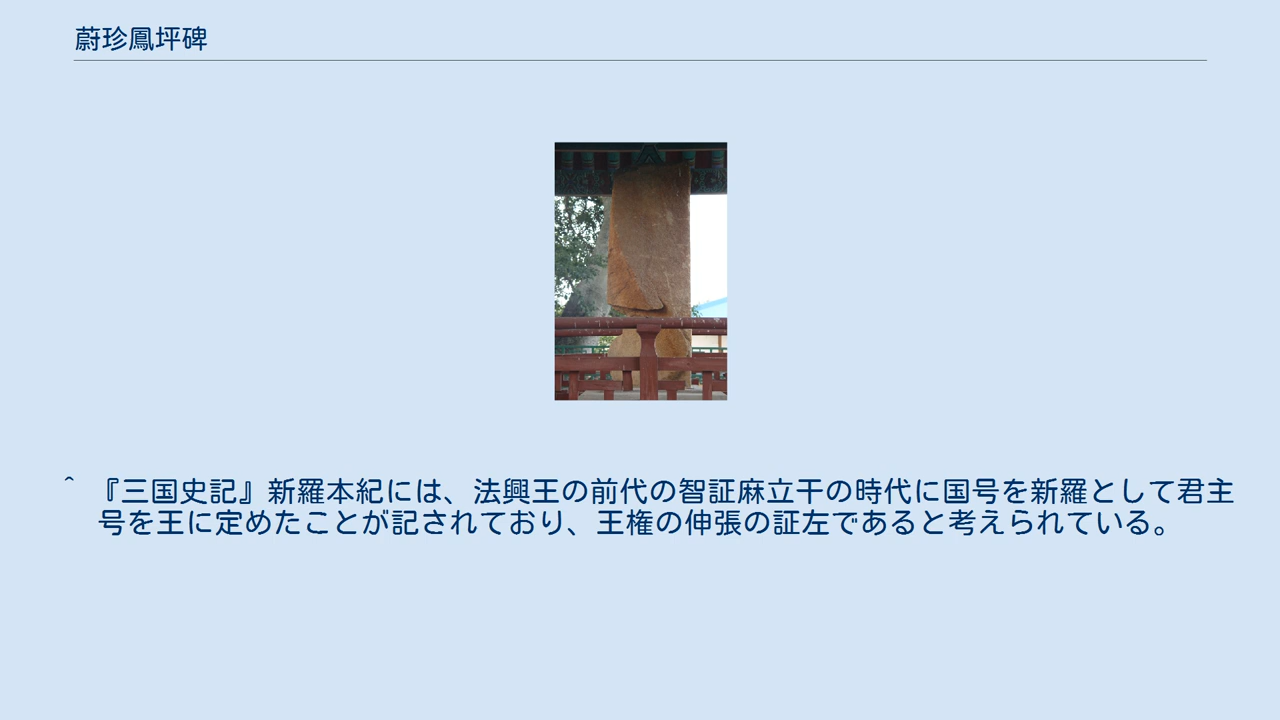 蔚珍鳳坪碑
^ 『三国史記』新羅本紀には、法興王の前代の智証麻立干の時代に国号を新羅として君主
号を王に定めたことが記されており、王権の伸張の証左であると考えられている。